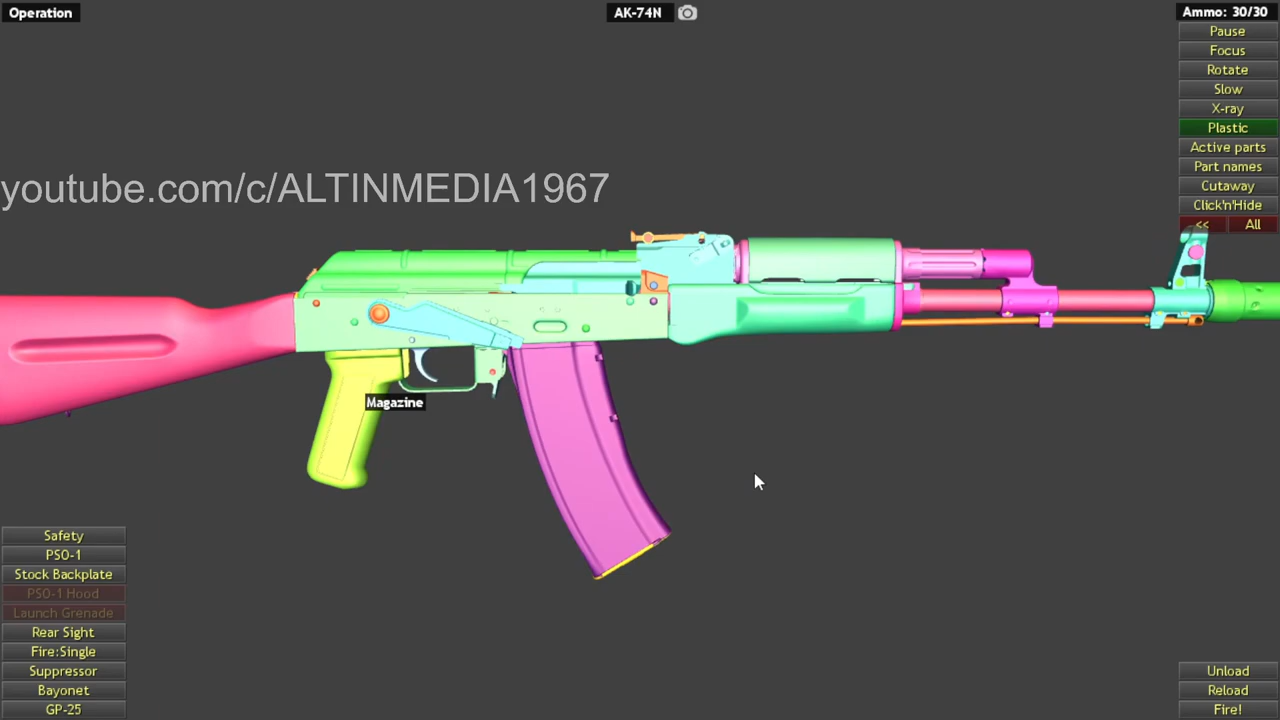 Operation
AK-74N
Ammo: 30/30
Pause
Focus
Rotate
Slow
X-ray
Plastic
Active parts
Part names
Cutaway
Click'n'Hide
<< All
youtube.com/c/ALTINMEDIA1967
Magazine
Safety
PSO-1
Stock Backplate
PSO-1 Hood
Launch Grenade
Rear Sight
Fire:Single
Suppressor
Bayonet
GP-25
Unload
Reload
Fire!